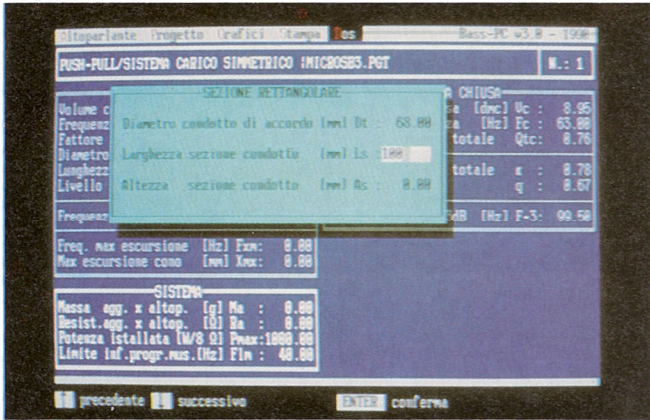 Altoparlante Progetto Grafici Stampa Dos Bass-PC v3.0 - 1990
PUSH-PULL/SISTEMA CARICO SIMMETRICO :MICROSB3.PGT N.: 1
SEZIONE RETTANGOLARE
Diametro condotto di accordo [mm] Dt : 68.00
Larghezza sezione condotto [mm] Ls :100
Altezza sezione condotto [mm] As : 0.00
A CHIUSA
Volume c a [dmc] Vc : 8.95
Frequenz za [Hz] Fc : 63.00
Fattore totale Qtc: 0.76
Diametro
Lunghezz totale ε : 0.78
Livello q : 0.67
Frequenz dB [Hz] F-3: 99.50
Freq. max escursione [Hz] Fxm: 0.00
Max escursione cono [mm] Xmx: 0.00
SISTEMA
Massa agg. x altop. [g] Ma : 0.00
Resist.agg. x altop. [Ω] Ra : 0.00
Potenza istallata [W/8 Ω] Pmax:1000.00
Limite inf.progr.mus.[Hz] Flm : 40.00
precedente successivo ENTER conferma